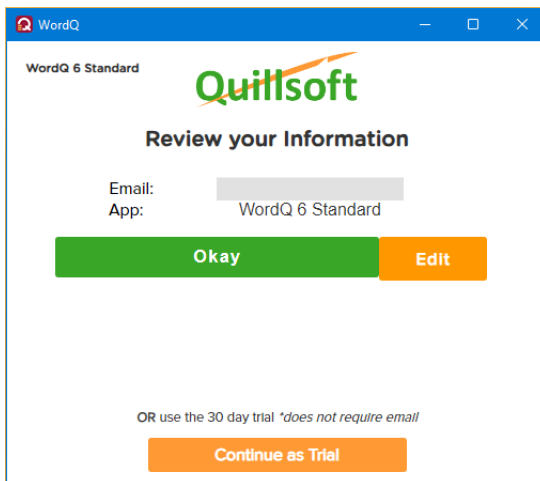 WordQ
WordQ 6 Standard
Quillsoft
Review your Information
Email:
App: WordQ 6 Standard
Okay Edit
OR use the 30 day trial *does not require email
Continue as Trial